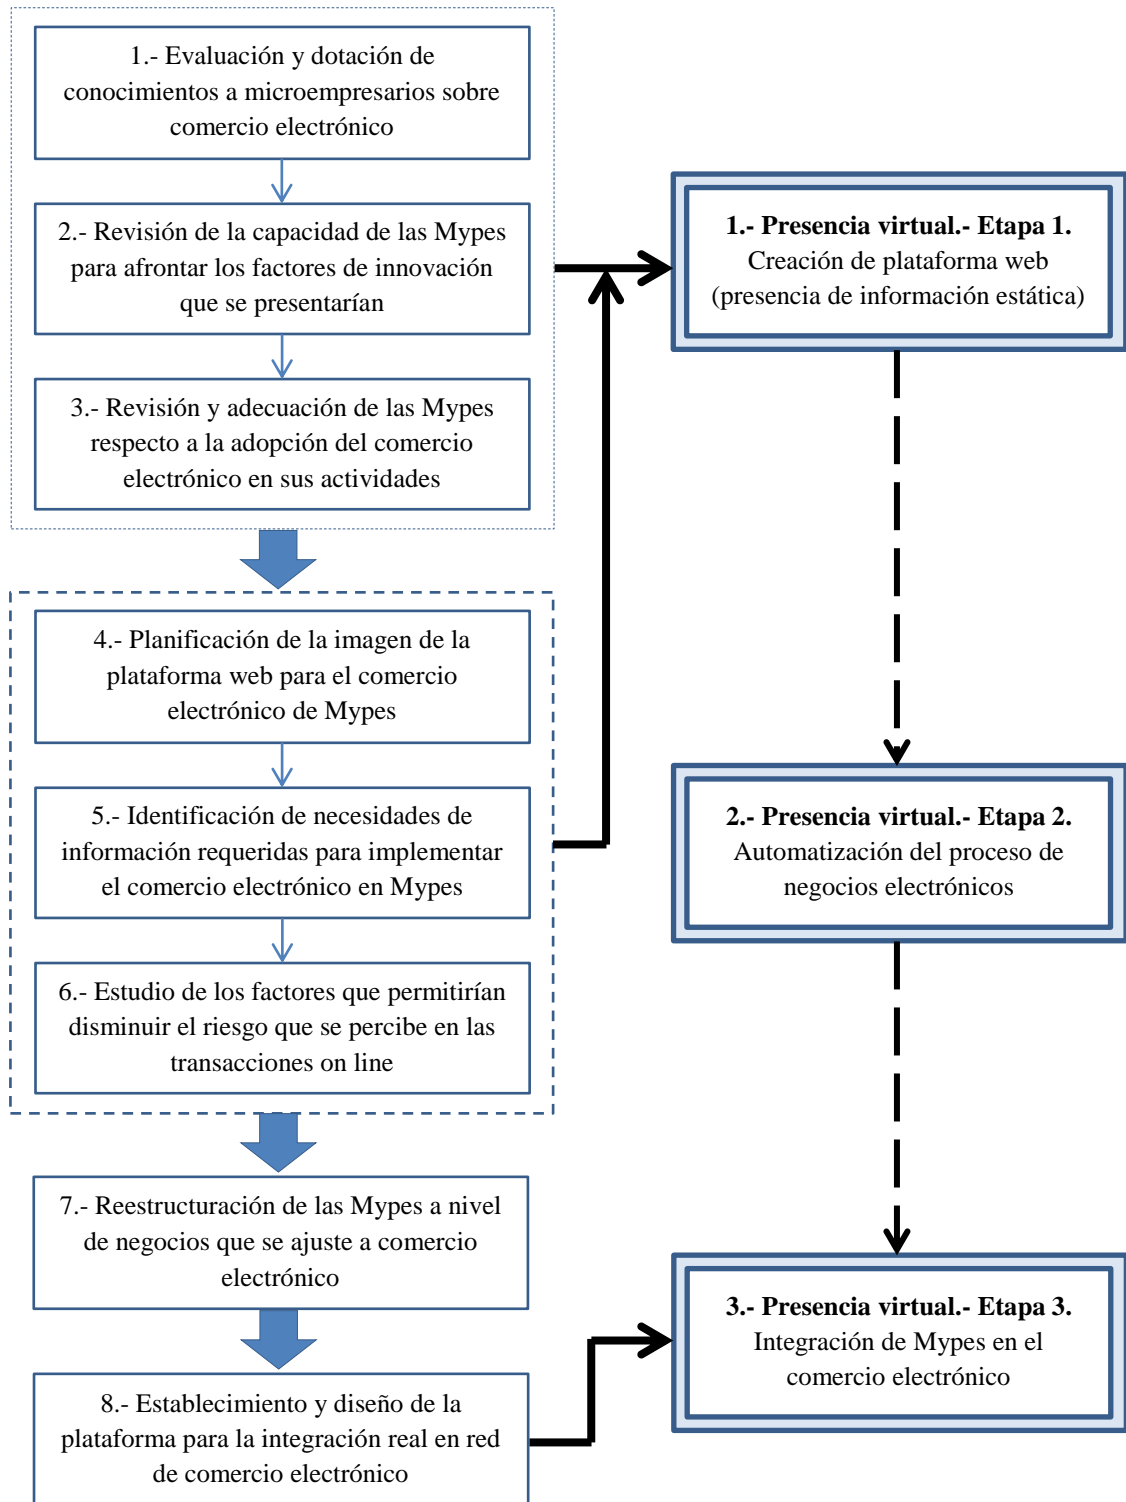 1.- Evaluación y dotación de
conocimientos a microempresarios sobre
comercio electrónico
2.- Revisión de la capacidad de las Mypes
para afrontar los factores de innovación
que se presentarían
3.- Revisión y adecuación de las Mypes
respecto a la adopción del comercio
electrónico en sus actividades
4.- Planificación de la imagen de la
plataforma web para el comercio
electrónico de Mypes
5.- Identificación de necesidades de
información requeridas para implementar
el comercio electrónico en Mypes
6.- Estudio de los factores que permitirían
disminuir el riesgo que se percibe en las
transacciones on line
7.- Reestructuración de las Mypes a nivel
de negocios que se ajuste a comercio
electrónico
8.- Establecimiento y diseño de la
plataforma para la integración real en red
de comercio electrónico
1.- Presencia virtual.- Etapa 1.
Creación de plataforma web
(presencia de información estática)
2.- Presencia virtual.- Etapa 2.
Automatización del proceso de
negocios electrónicos
3.- Presencia virtual.- Etapa 3.
Integración de Mypes en el
comercio electrónico